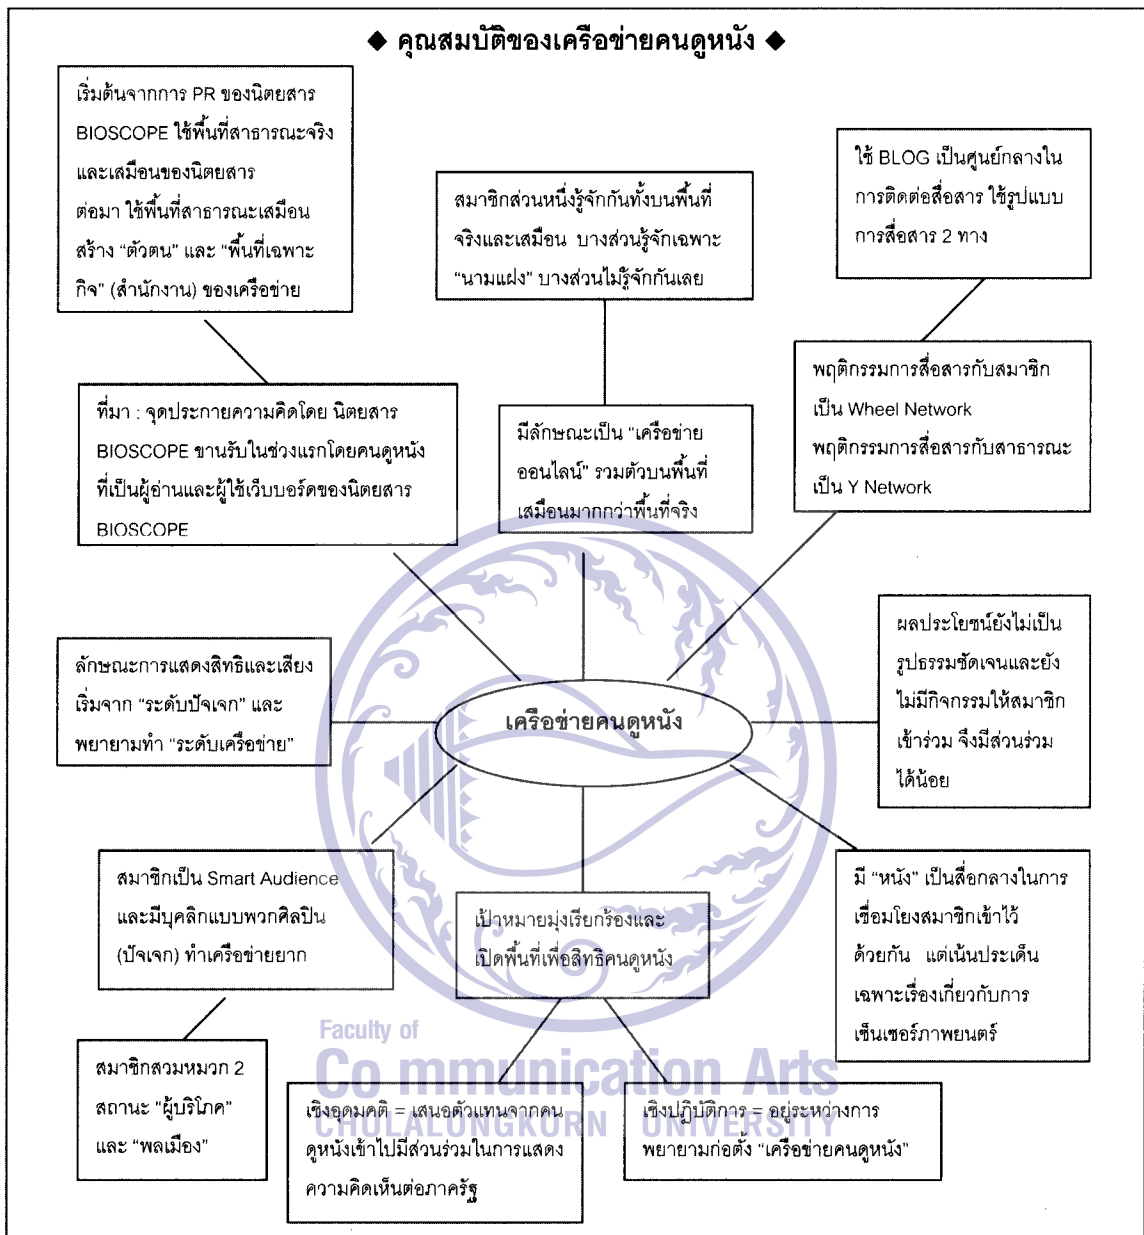 ◆ คุณสมบัติของเครือข่ายคนดูหนัง ◆
เริ่มต้นจากการ PR ของนิตยสาร
BIOSCOPE ใช้พื้นที่สาธารณะจริง
และเสมือนของนิตยสาร
ต่อมา ใช้พื้นที่สาธารณะเสมือน
สร้าง “ตัวตน” และ “พื้นที่เฉพาะ
กิจ” (สำนักงาน) ของเครือข่าย
สมาชิกส่วนหนึ่งรู้จักกันทั้งบนพื้นที่
จริงและเสมือน บางส่วนรู้จักเฉพาะ
“นามแฝง” บางส่วนไม่รู้จักกันเลย
ใช้ BLOG เป็นศูนย์กลางใน
การติดต่อสื่อสาร ใช้รูปแบบ
การสื่อสาร 2 ทาง
ที่มา : จุดประกายความคิดโดย นิตยสาร
BIOSCOPE ขานรับในช่วงแรกโดยคนดูหนัง
ที่เป็นผู้อ่านและผู้ใช้เว็บบอร์ดของนิตยสาร
BIOSCOPE
มีลักษณะเป็น “เครือข่าย
ออนไลน์” รวมตัวบนพื้นที่
เสมือนมากกว่าพื้นที่จริง
พฤติกรรมการสื่อสารกับสมาชิก
เป็น Wheel Network
พฤติกรรมการสื่อสารกับสาธารณะ
เป็น Y Network
ลักษณะการแสดงสิทธิและเสียง
เริ่มจาก “ระดับปัจเจก” และ
พยายามทำ “ระดับเครือข่าย”
เครือข่ายคนดูหนัง
ผลประโยชน์ยังไม่เป็น
รูปธรรมชัดเจนและยัง
ไม่มีกิจกรรมให้สมาชิก
เข้าร่วม จึงมีส่วนร่วม
ได้น้อย
สมาชิกเป็น Smart Audience
และมีบุคลิกแบบพวกศิลปิน
(ปัจเจก) ทำเครือข่ายยาก
เป้าหมายมุ่งเรียกร้องและ
เปิดพื้นที่เพื่อสิทธิคนดูหนัง
มี “หนัง” เป็นสื่อกลางในการ
เชื่อมโยงสมาชิกเข้าไว้
ด้วยกัน แต่เน้นประเด็น
เฉพาะเรื่องเกี่ยวกับการ
เซ็นเซอร์ภาพยนตร์
สมาชิกสวมหมวก 2
สถานะ “ผู้บริโภค”
และ “พลเมือง”
เชิงอุดมคติ = เสนอตัวแทนจากคน
ดูหนังเข้าไปมีส่วนร่วมในการแสดง
ความคิดเห็นต่อภาครัฐ
เชิงปฏิบัติการ = อยู่ระหว่างการ
พยายามก่อตั้ง “เครือข่ายคนดูหนัง”
Faculty of
Communication Arts
CHULALONGKORN UNIVERSITY